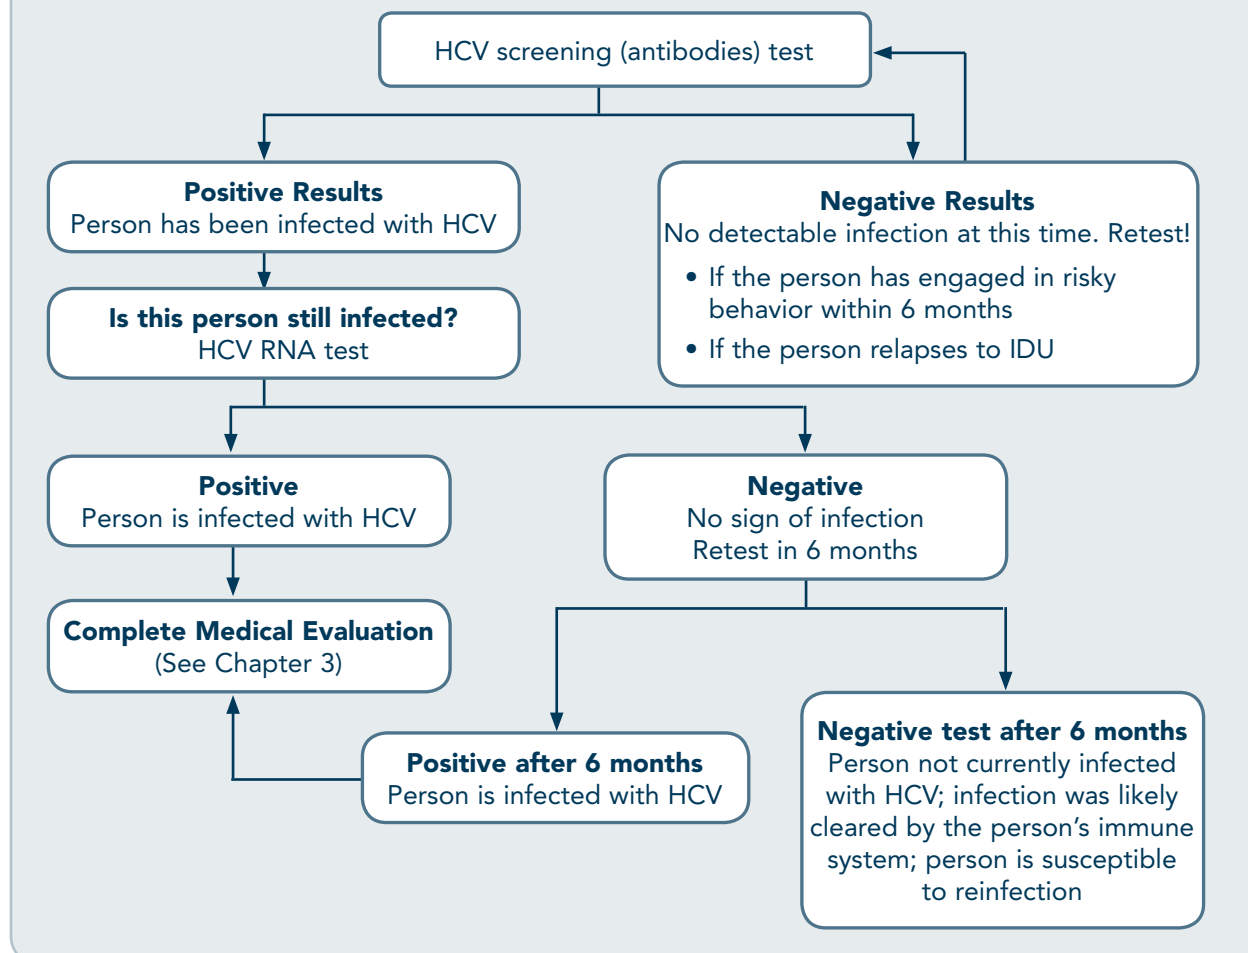 HCV screening (antibodies) test
Positive Results
Person has been infected with HCV
Negative Results
No detectable infection at this time. Retest!
• If the person has engaged in risky
behavior within 6 months
• If the person relapses to IDU
Is this person still infected?
HCV RNA test
Positive
Person is infected with HCV
Negative
No sign of infection
Retest in 6 months
Complete Medical Evaluation
(See Chapter 3)
Positive after 6 months
Person is infected with HCV
Negative test after 6 months
Person not currently infected
with HCV; infection was likely
cleared by the person’s immune
system; person is susceptible
to reinfection